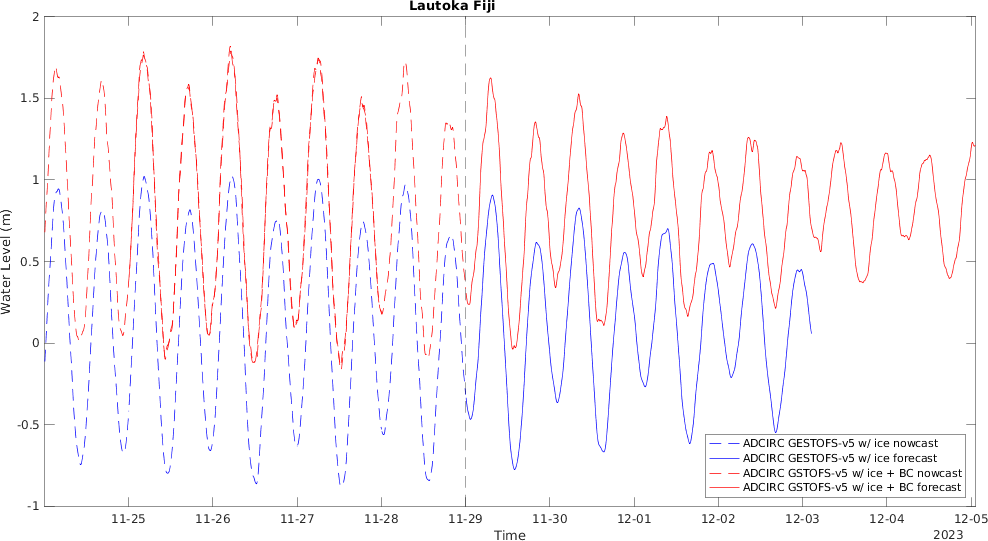 Lautoka Fiji
2
1.5
1
0.5
0
-0.5
-1
Water Level (m)
11-25
11-26
11-27
11-28
11-29
11-30
12-01
12-02
12-03
12-04
12-05
Time
2023
ADCIRC GESTOFS-v5 w/ ice nowcast
ADCIRC GESTOFS-v5 w/ ice forecast
ADCIRC GSTOFS-v5 w/ ice + BC nowcast
ADCIRC GSTOFS-v5 w/ ice + BC forecast